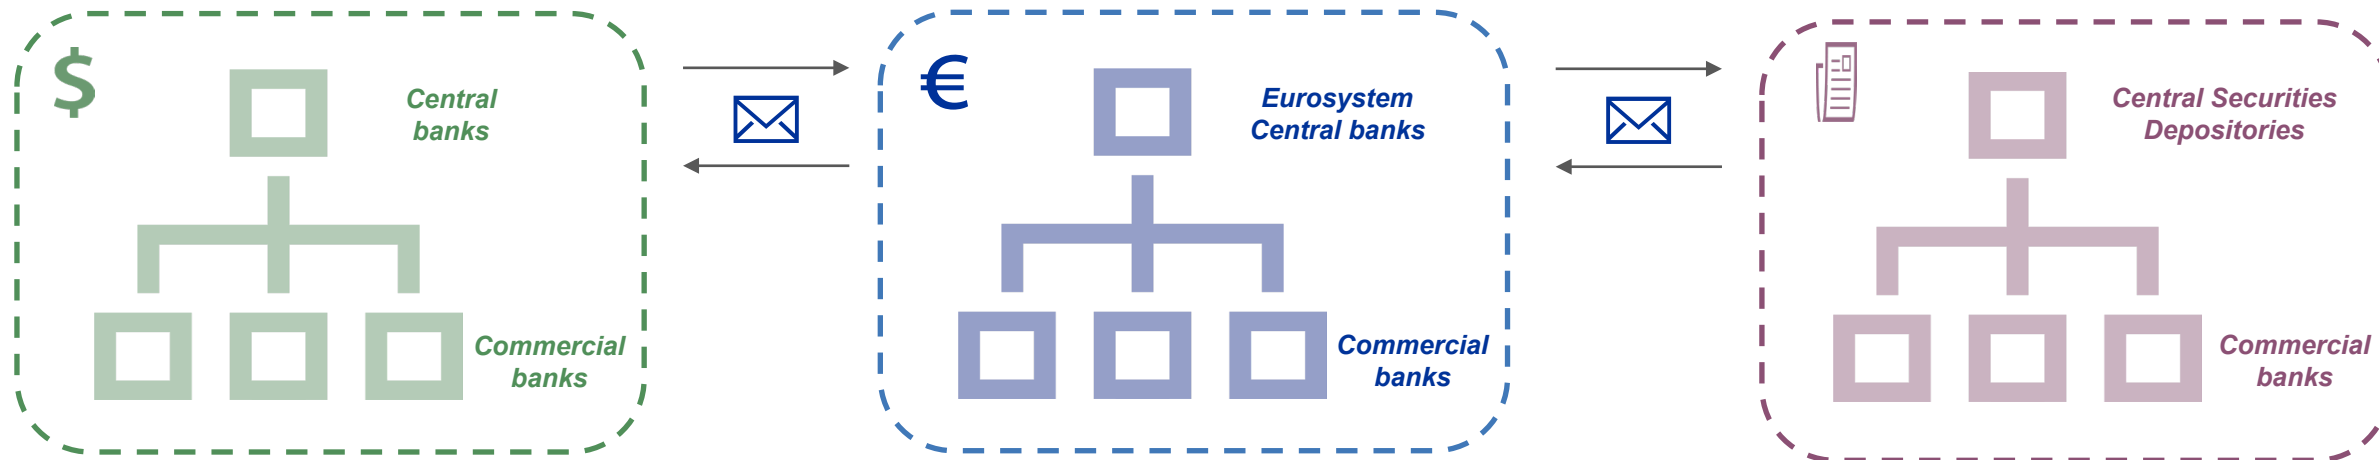 $
Central
banks
Commercial
banks
€
Eurosystem
Central banks
Commercial
banks
Central Securities
Depositories
Commercial
banks